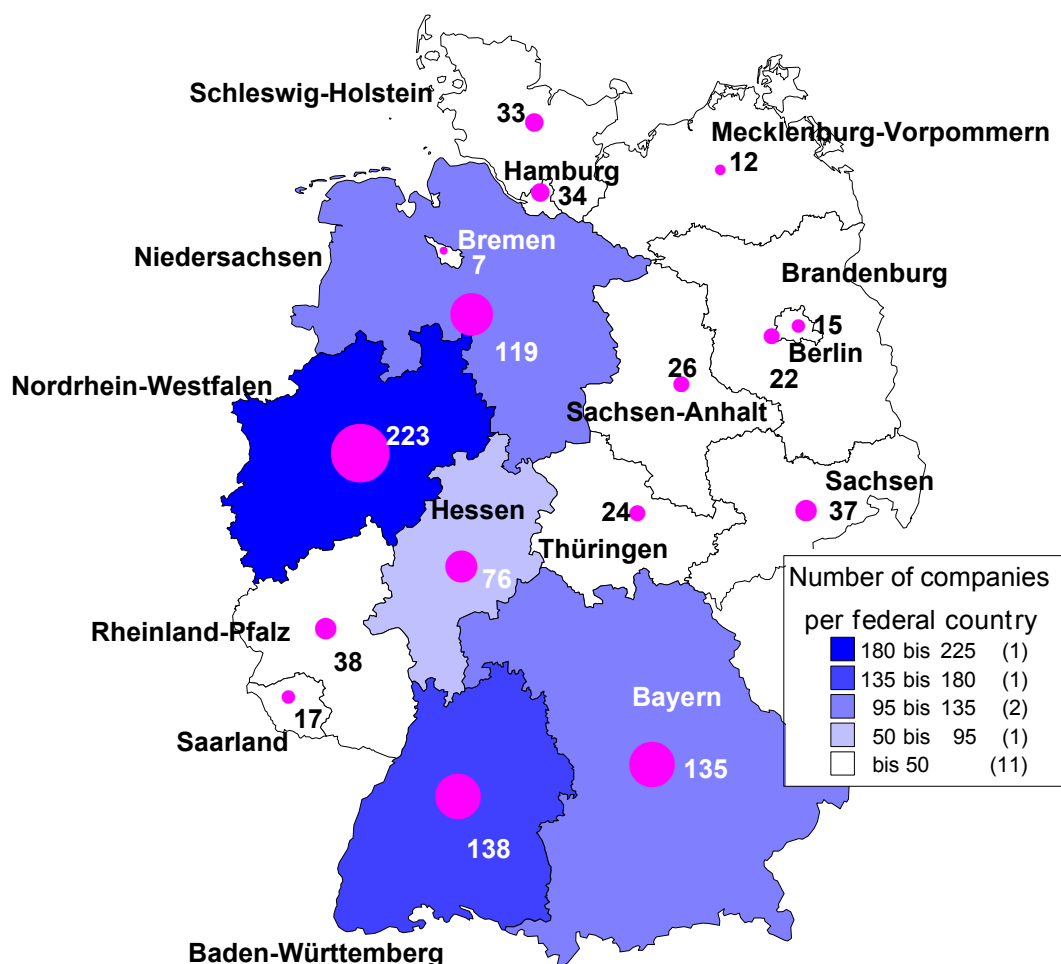 Schleswig-Holstein
33
Mecklenburg-Vorpommern
12
Hamburg
34
Niedersachsen
Bremen
7
Brandenburg
15
Berlin
22
119
26
Sachsen-Anhalt
Nordrhein-Westfalen
223
Hessen
76
24
Thüringen
Sachsen
37
Rheinland-Pfalz
38
17
Saarland
Bayern
135
138
Baden-Württemberg
Number of companies
per federal country
180 bis 225 (1)
135 bis 180 (1)
95 bis 135 (2)
50 bis 95 (1)
bis 50 (11)